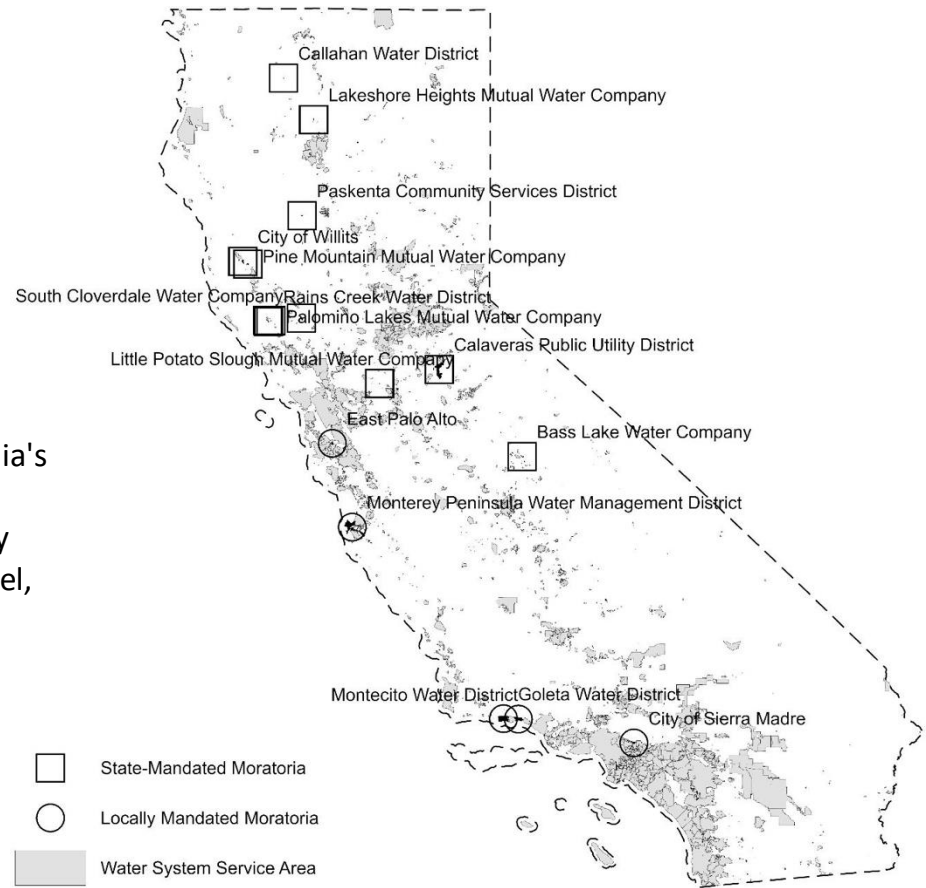 Callahan Water District
Lakeshore Heights Mutual Water Company
Paskenta Community Services District
City of Willits
Pine Mountain Mutual Water Company
South Cloverdale Water Company
Rains Creek Water District
Palomino Lakes Mutual Water Company
Calaveras Public Utility District
Little Potato Slough Mutual Water Company
East Palo Alto
Bass Lake Water Company
ia's
Monterey Peninsula Water Management District
y
el,
Montecito Water District
Goleta Water District
City of Sierra Madre
State-Mandated Moratoria
Locally Mandated Moratoria
Water System Service Area